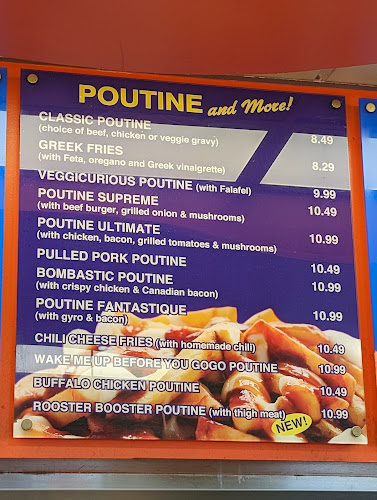 POUTINE and More!
CLASSIC POUTINE
(choice of beef, chicken or veggie gravy) 8.49
GREEK FRIES
(with Feta, oregano and Greek vinaigrette) 8.29
VEGGICURIOUS POUTINE (with Falafel) 9.99
POUTINE SUPREME
(with beef burger, grilled onion & mushrooms) 10.49
POUTINE ULTIMATE
(with chicken, bacon, grilled tomatoes & mushrooms) 10.99
PULLED PORK POUTINE 10.49
BOMBASTIC POUTINE
(with crispy chicken & Canadian bacon) 10.99
POUTINE FANTASTIQUE
(with gyro & bacon) 10.99
CHILI CHEESE FRIES (with homemade chili) 10.49
WAKE ME UP BEFORE YOU GOGO POUTINE 10.99
BUFFALO CHICKEN POUTINE 10.49
ROOSTER BOOSTER POUTINE (with thigh meat) 10.99
NEW!